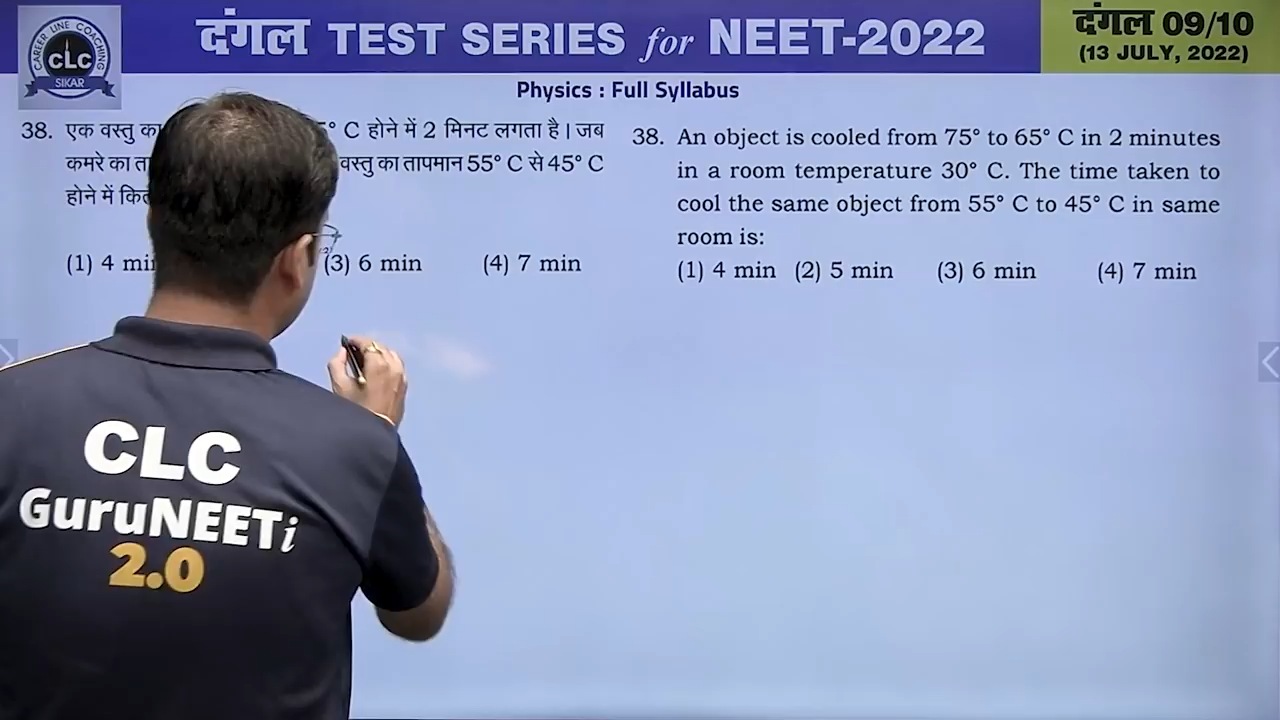 दंगल TEST SERIES for NEET-2022
दंगल 09/10
(13 JULY, 2022)
CAREER LINE COACHING
CLC
SIKAR
Physics : Full Syllabus
38. एक वस्तु का ° C होने में 2 मिनट लगता है। जब
कमरे का वस्तु का तापमान 55° C से 45° C
होने में
(1) 4 (3) 6 min (4) 7 min
38. An object is cooled from 75° to 65° C in 2 minutes
in a room temperature 30° C. The time taken to
cool the same object from 55° C to 45° C in same
room is:
(1) 4 min (2) 5 min (3) 6 min (4) 7 min
CLC
GuruNEETi
2.0